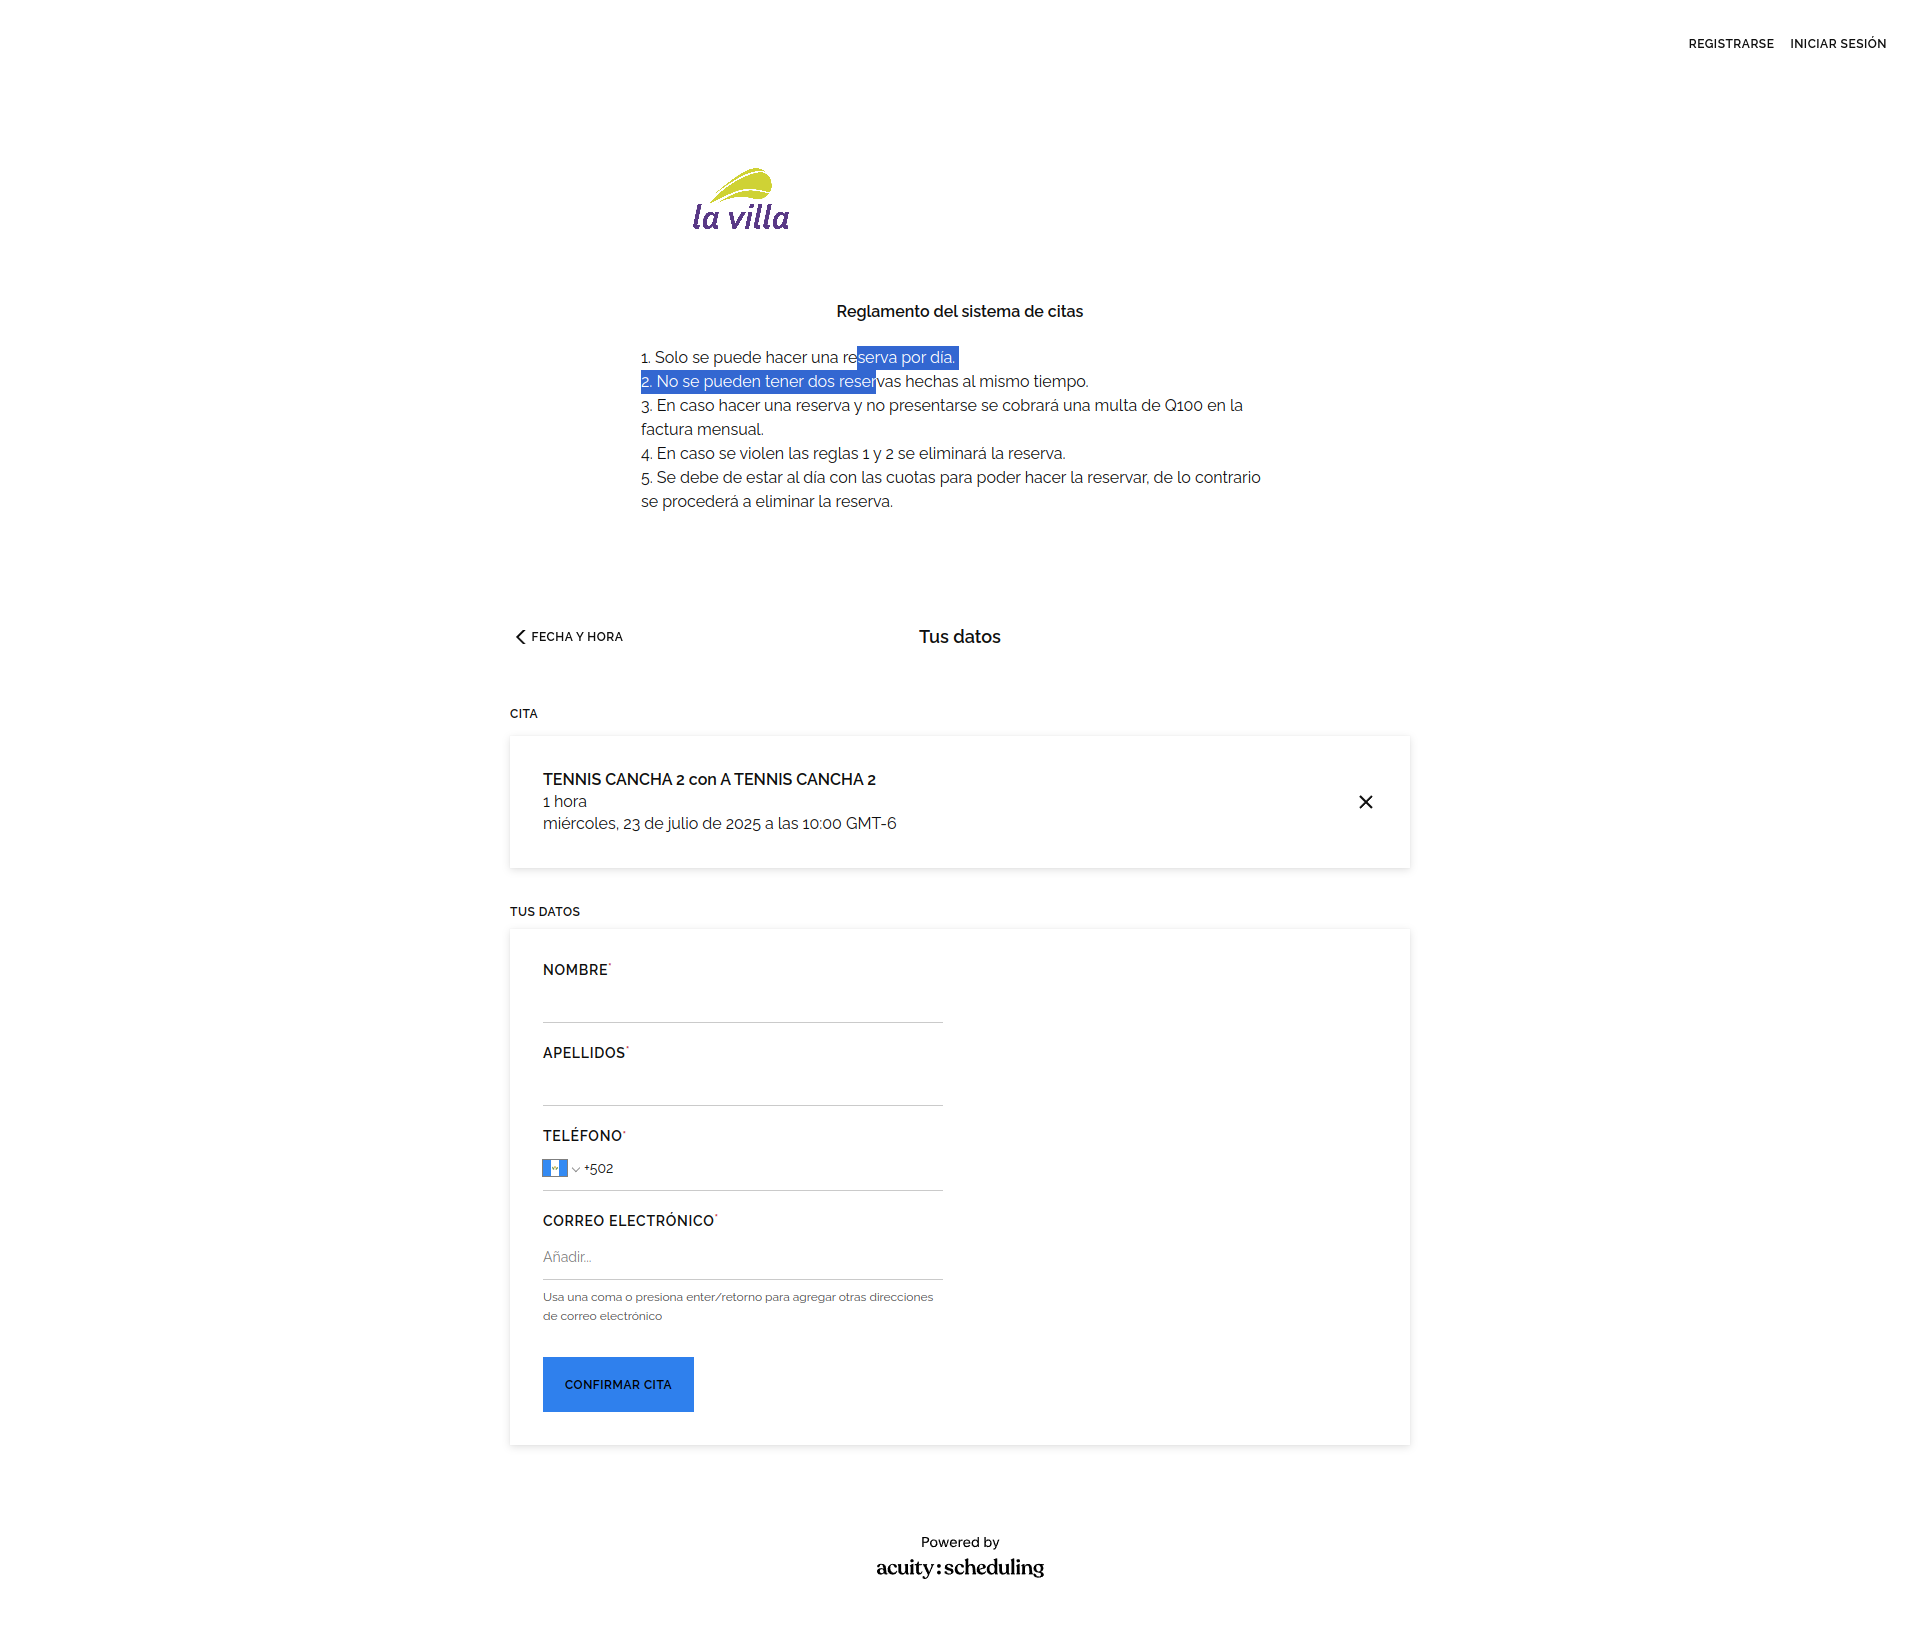 REGISTRARSE INICIAR SESIÓN
la villa
Reglamento del sistema de citas
1. Solo se puede hacer una reserva por día.
2. No se pueden tener dos reservas hechas al mismo tiempo.
3. En caso hacer una reserva y no presentarse se cobrará una multa de Q100 en la
factura mensual.
4. En caso se violen las reglas 1 y 2 se eliminará la reserva.
5. Se debe de estar al día con las cuotas para poder hacer la reservar, de lo contrario
se procederá a eliminar la reserva.
FECHA Y HORA
Tus datos
CITA
TENNIS CANCHA 2 con A TENNIS CANCHA 2
1 hora
miércoles, 23 de julio de 2025 a las 10:00 GMT-6
TUS DATOS
NOMBRE*
APELLIDOS*
TELÉFONO*
+502
CORREO ELECTRÓNICO*
Añadir...
Usa una coma o presiona enter/retorno para agregar otras direcciones
de correo electrónico
CONFIRMAR CITA
Powered by
acuity:scheduling